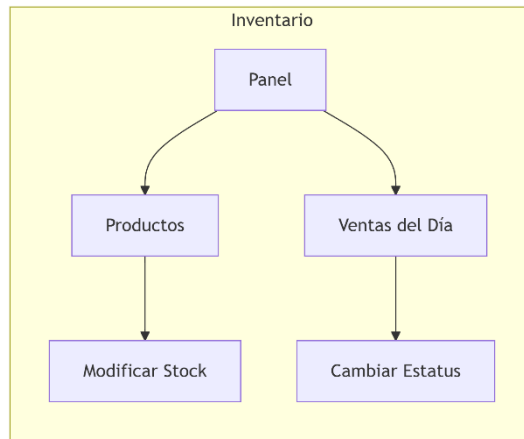 Inventario
Panel
Productos
Ventas del Día
Modificar Stock
Cambiar Estatus